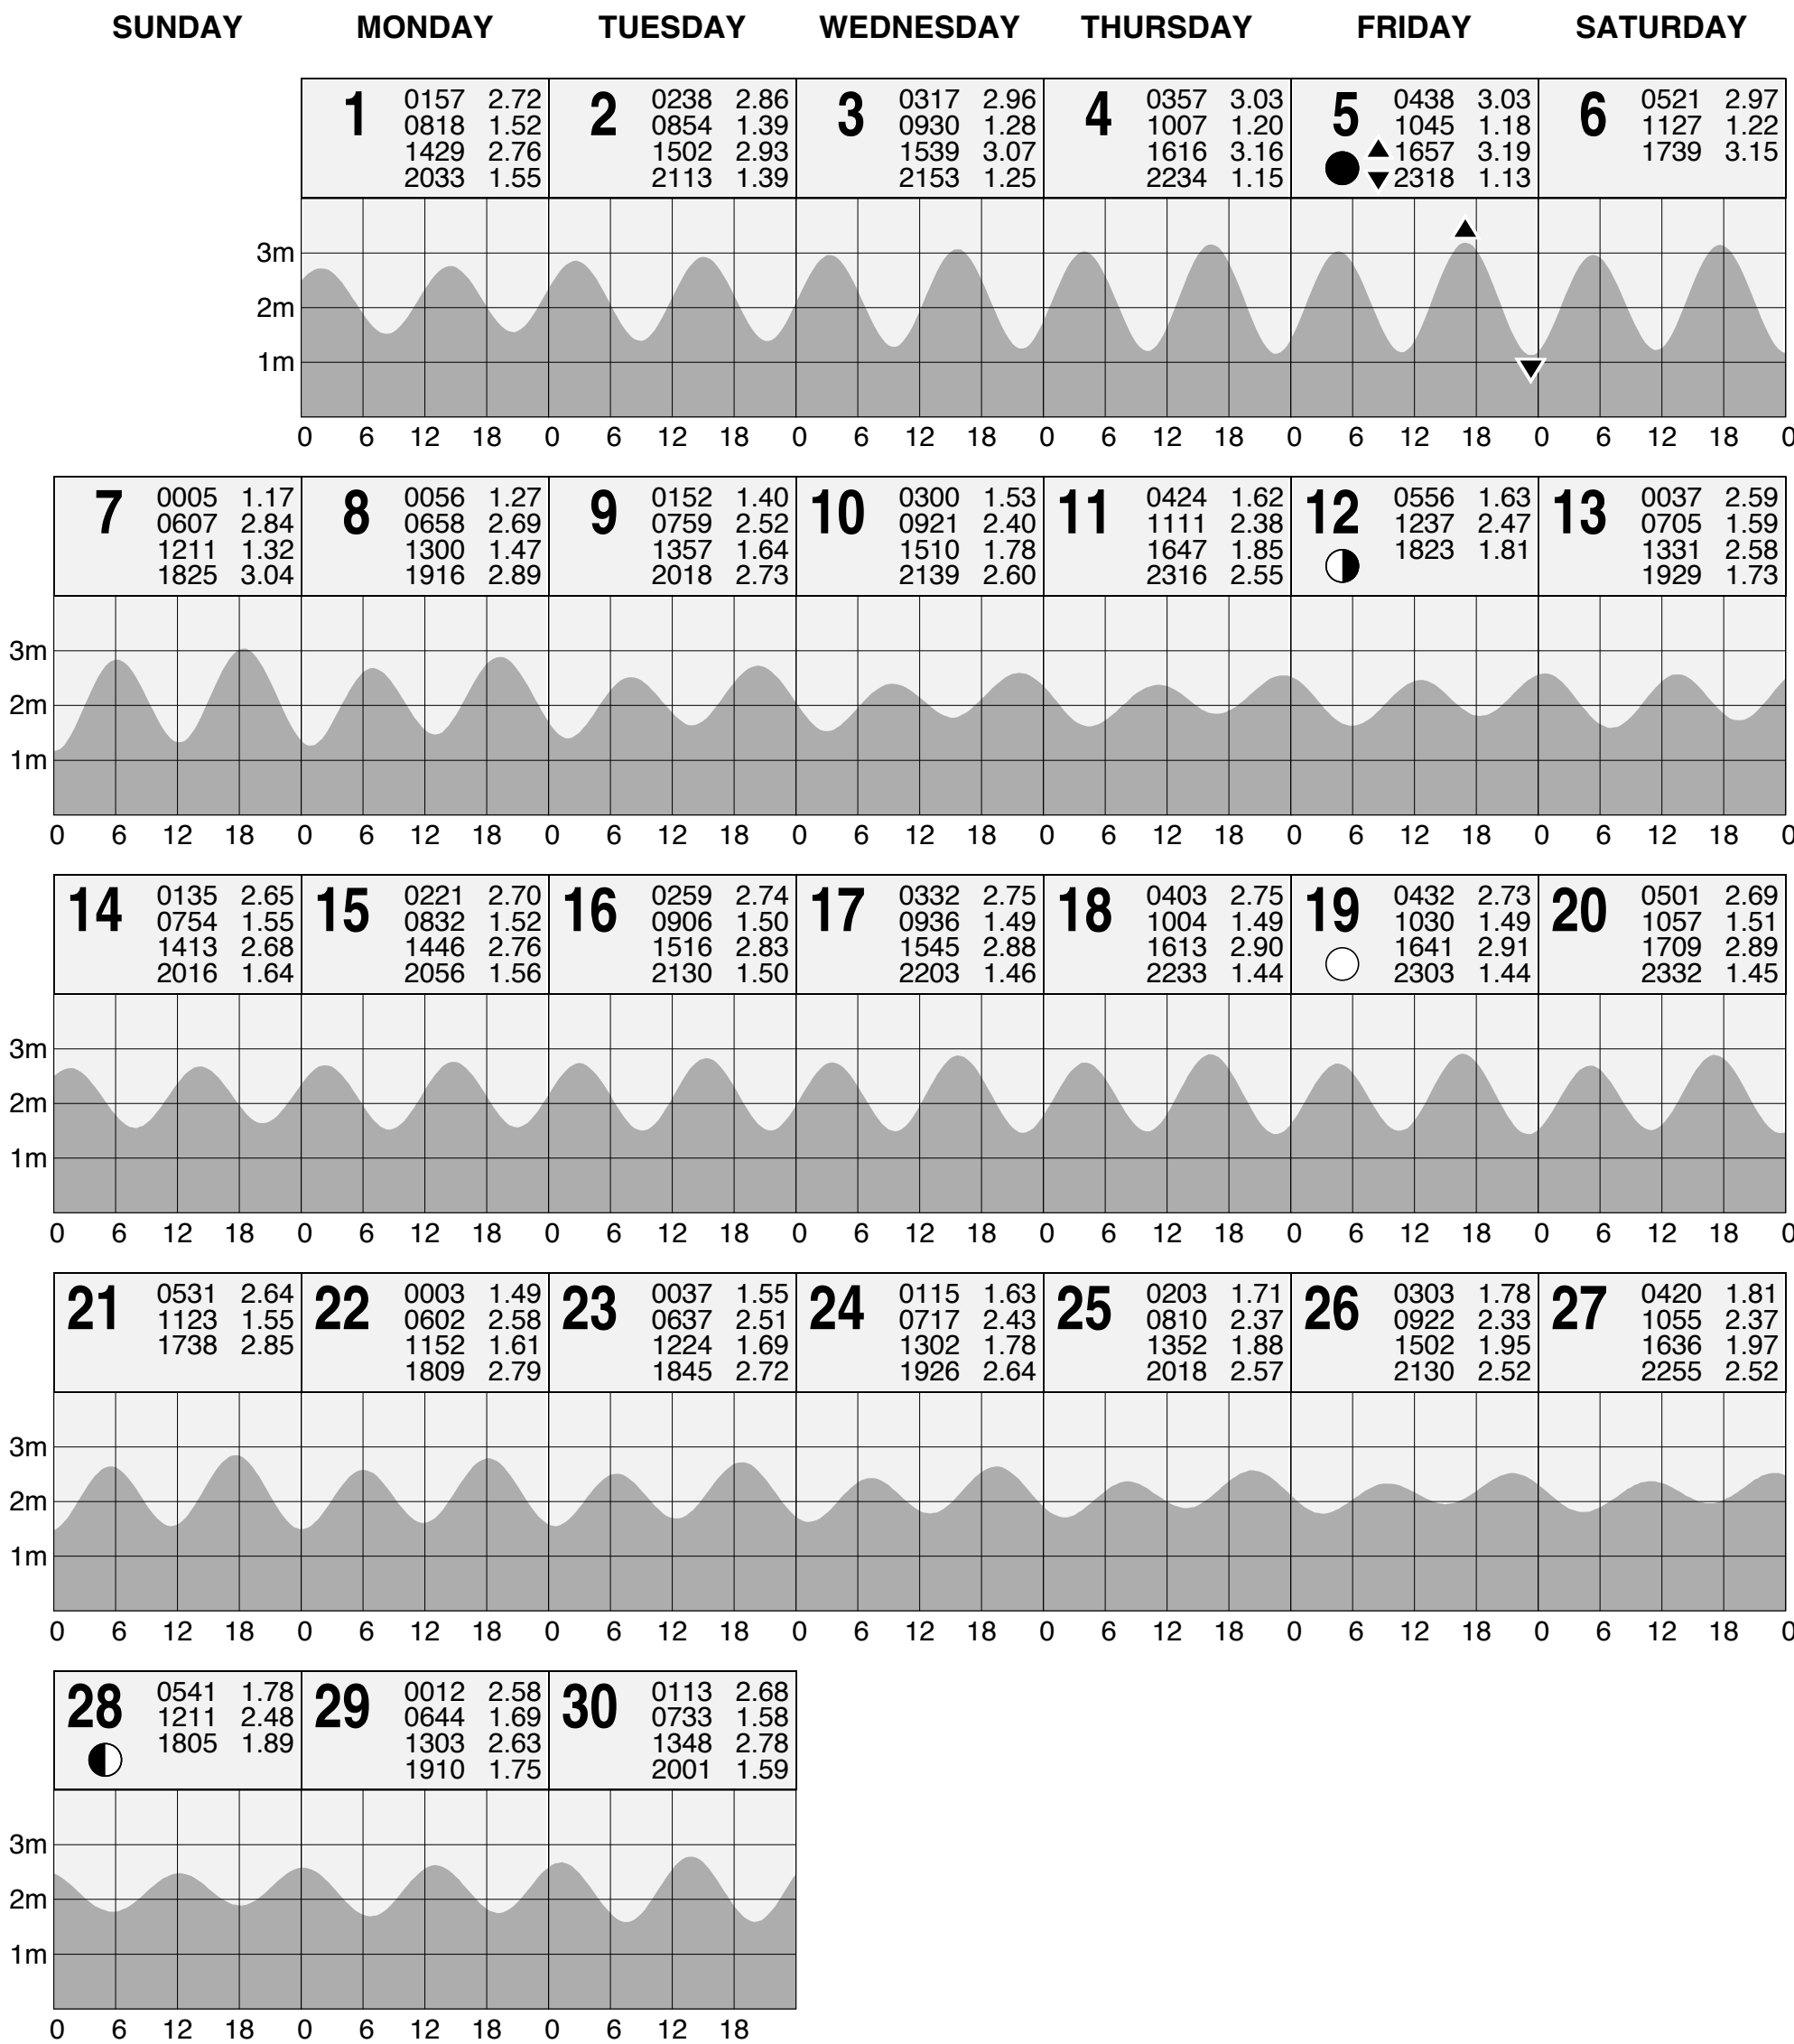 SUNDAY MONDAY TUESDAY WEDNESDAY THURSDAY FRIDAY SATURDAY
1 0157 2.72 2 0238 2.86 3 0317 2.96 4 0357 3.03 5 0438 3.03 6 0521 2.97
0818 1.52 0854 1.39 0930 1.28 1007 1.20 1045 1.18 1127 1.22
1429 2.76 1502 2.93 1539 3.07 1616 3.16 1657 3.19 1739 3.15
2033 1.55 2113 1.39 2153 1.25 2234 1.15 2318 1.13
3m
2m
1m
0 6 12 18 0 6 12 18 0 6 12 18 0 6 12 18 0 6 12 18 0 6 12 18 0
7 0005 1.17 8 0056 1.27 9 0152 1.40 10 0300 1.53 11 0424 1.62 12 0556 1.63 13 0037 2.59
0607 2.84 0658 2.69 0759 2.52 0921 2.40 1111 2.38 1237 2.47 0705 1.59
1211 1.32 1300 1.47 1357 1.64 1510 1.78 1647 1.85 1823 1.81 1331 2.58
1825 3.04 1916 2.89 2018 2.73 2139 2.60 2316 2.55 1929 1.73
3m
2m
1m
0 6 12 18 0 6 12 18 0 6 12 18 0 6 12 18 0 6 12 18 0 6 12 18 0 6 12 18 0
14 0135 2.65 15 0221 2.70 16 0259 2.74 17 0332 2.75 18 0403 2.75 19 0432 2.73 20 0501 2.69
0754 1.55 0832 1.52 0906 1.50 0936 1.49 1004 1.49 1030 1.49 1057 1.51
1413 2.68 1446 2.76 1516 2.83 1545 2.88 1613 2.90 1641 2.91 1709 2.89
2016 1.64 2056 1.56 2130 1.50 2203 1.46 2233 1.44 2303 1.44 2332 1.45
3m
2m
1m
0 6 12 18 0 6 12 18 0 6 12 18 0 6 12 18 0 6 12 18 0 6 12 18 0 6 12 18 0
21 0531 2.64 22 0003 1.49 23 0037 1.55 24 0115 1.63 25 0203 1.71 26 0303 1.78 27 0420 1.81
1123 1.55 0602 2.58 0637 2.51 0717 2.43 0810 2.37 0922 2.33 1055 2.37
1738 2.85 1152 1.61 1224 1.69 1302 1.78 1352 1.88 1502 1.95 1636 1.97
1809 2.79 1845 2.72 1926 2.64 2018 2.57 2130 2.52 2255 2.52
3m
2m
1m
0 6 12 18 0 6 12 18 0 6 12 18 0 6 12 18 0 6 12 18 0 6 12 18 0 6 12 18 0
28 0541 1.78 29 0012 2.58 30 0113 2.68
1211 2.48 0644 1.69 0733 1.58
1805 1.89 1303 2.63 1348 2.78
1910 1.75 2001 1.59
3m
2m
1m
0 6 12 18 0 6 12 18 0 6 12 18